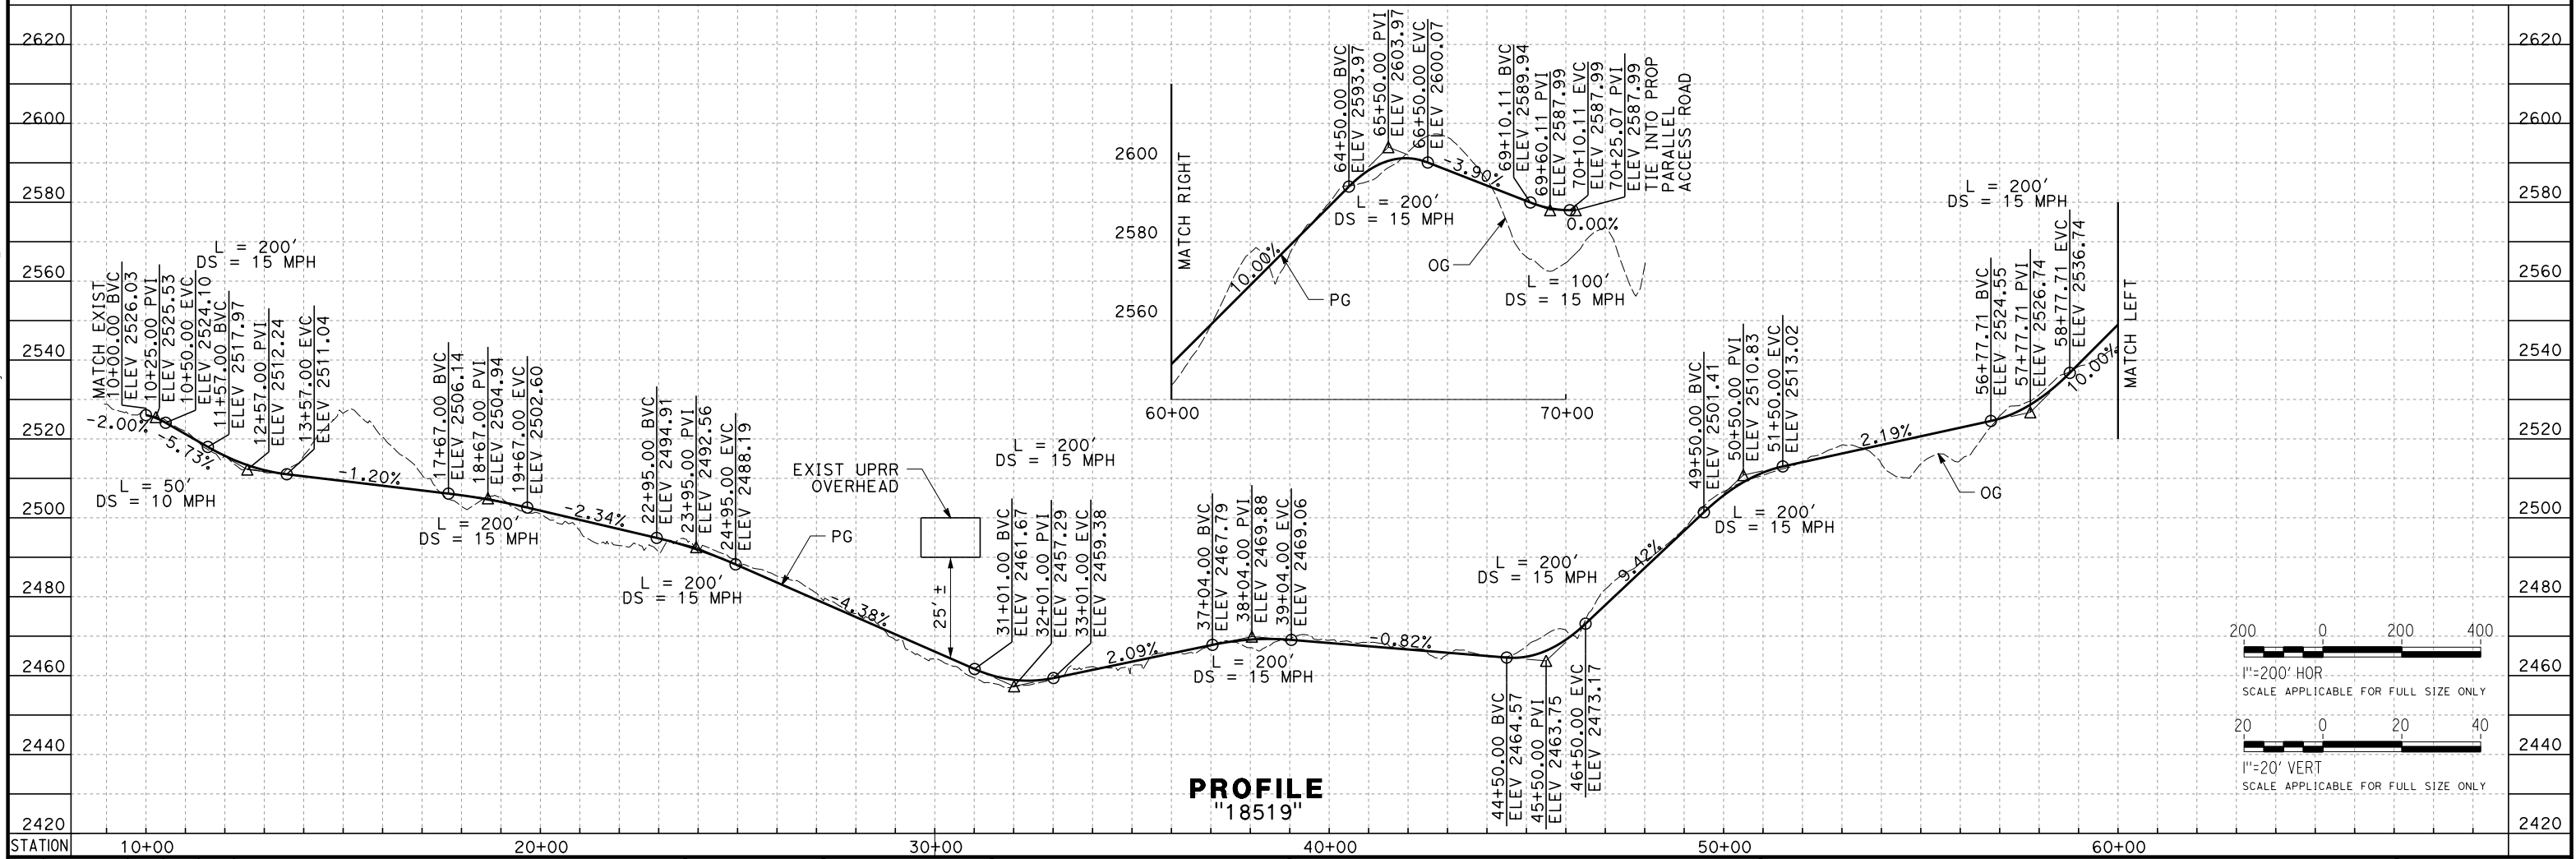 2620
2600
2580
2560
2540
2520
2500
2480
2460
2440
2420
MATCH EXIST
10+00.00 BVC
ELEV 2526.03
10+25.00 PVI
ELEV 2525.53
10+50.00 EVC
ELEV 2524.10
11+57.00 BVC
ELEV 2517.97
12+57.00 PVI
ELEV 2512.24
13+57.00 EVC
ELEV 2511.04
L = 200'
DS = 15 MPH
-2.00%
-5.73%
L = 50'
DS = 10 MPH
-1.20%
17+67.00 BVC
ELEV 2506.14
18+67.00 PVI
ELEV 2504.94
19+67.00 EVC
ELEV 2502.60
L = 200'
DS = 15 MPH
-2.34%
22+95.00 BVC
ELEV 2494.91
23+95.00 PVI
ELEV 2492.56
24+95.00 EVC
ELEV 2488.19
L = 200'
DS = 15 MPH
PG
-4.38%
EXIST UPRR
OVERHEAD
25' ±
L = 200'
DS = 15 MPH
31+01.00 BVC
ELEV 2461.67
32+01.00 PVI
ELEV 2457.29
33+01.00 EVC
ELEV 2459.38
2.09%
37+04.00 BVC
ELEV 2467.79
38+04.00 PVI
ELEV 2469.88
39+04.00 EVC
ELEV 2469.06
L = 200'
DS = 15 MPH
-0.82%
44+50.00 BVC
ELEV 2464.57
45+50.00 PVI
ELEV 2463.75
46+50.00 EVC
ELEV 2473.17
L = 200'
DS = 15 MPH
9.42%
49+50.00 BVC
ELEV 2501.41
50+50.00 PVI
ELEV 2510.83
51+50.00 EVC
ELEV 2513.02
L = 200'
DS = 15 MPH
2.19%
OG
56+77.71 BVC
ELEV 2524.55
57+77.71 PVI
ELEV 2526.74
58+77.71 EVC
ELEV 2536.74
L = 200'
DS = 15 MPH
10.00%
MATCH LEFT
MATCH RIGHT
2600
2580
2560
60+00
70+00
10.00%
PG
64+50.00 BVC
ELEV 2593.97
65+50.00 PVI
ELEV 2603.97
66+50.00 EVC
ELEV 2600.07
L = 200'
DS = 15 MPH
-3.90%
OG
69+10.11 BVC
ELEV 2589.94
69+60.11 PVI
ELEV 2587.99
70+10.11 EVC
ELEV 2587.99
70+25.07 PVI
ELEV 2587.99
TIE INTO PROP
PARALLEL
ACCESS ROAD
0.00%
L = 100'
DS = 15 MPH
2620
2600
2580
2560
2540
2520
2500
2480
2460
2440
2420
200 0 200 400
1"=200' HOR
SCALE APPLICABLE FOR FULL SIZE ONLY
20 0 20 40
1"=20' VERT
SCALE APPLICABLE FOR FULL SIZE ONLY
PROFILE
"18519"
STATION 10+00 20+00 30+00 40+00 50+00 60+00